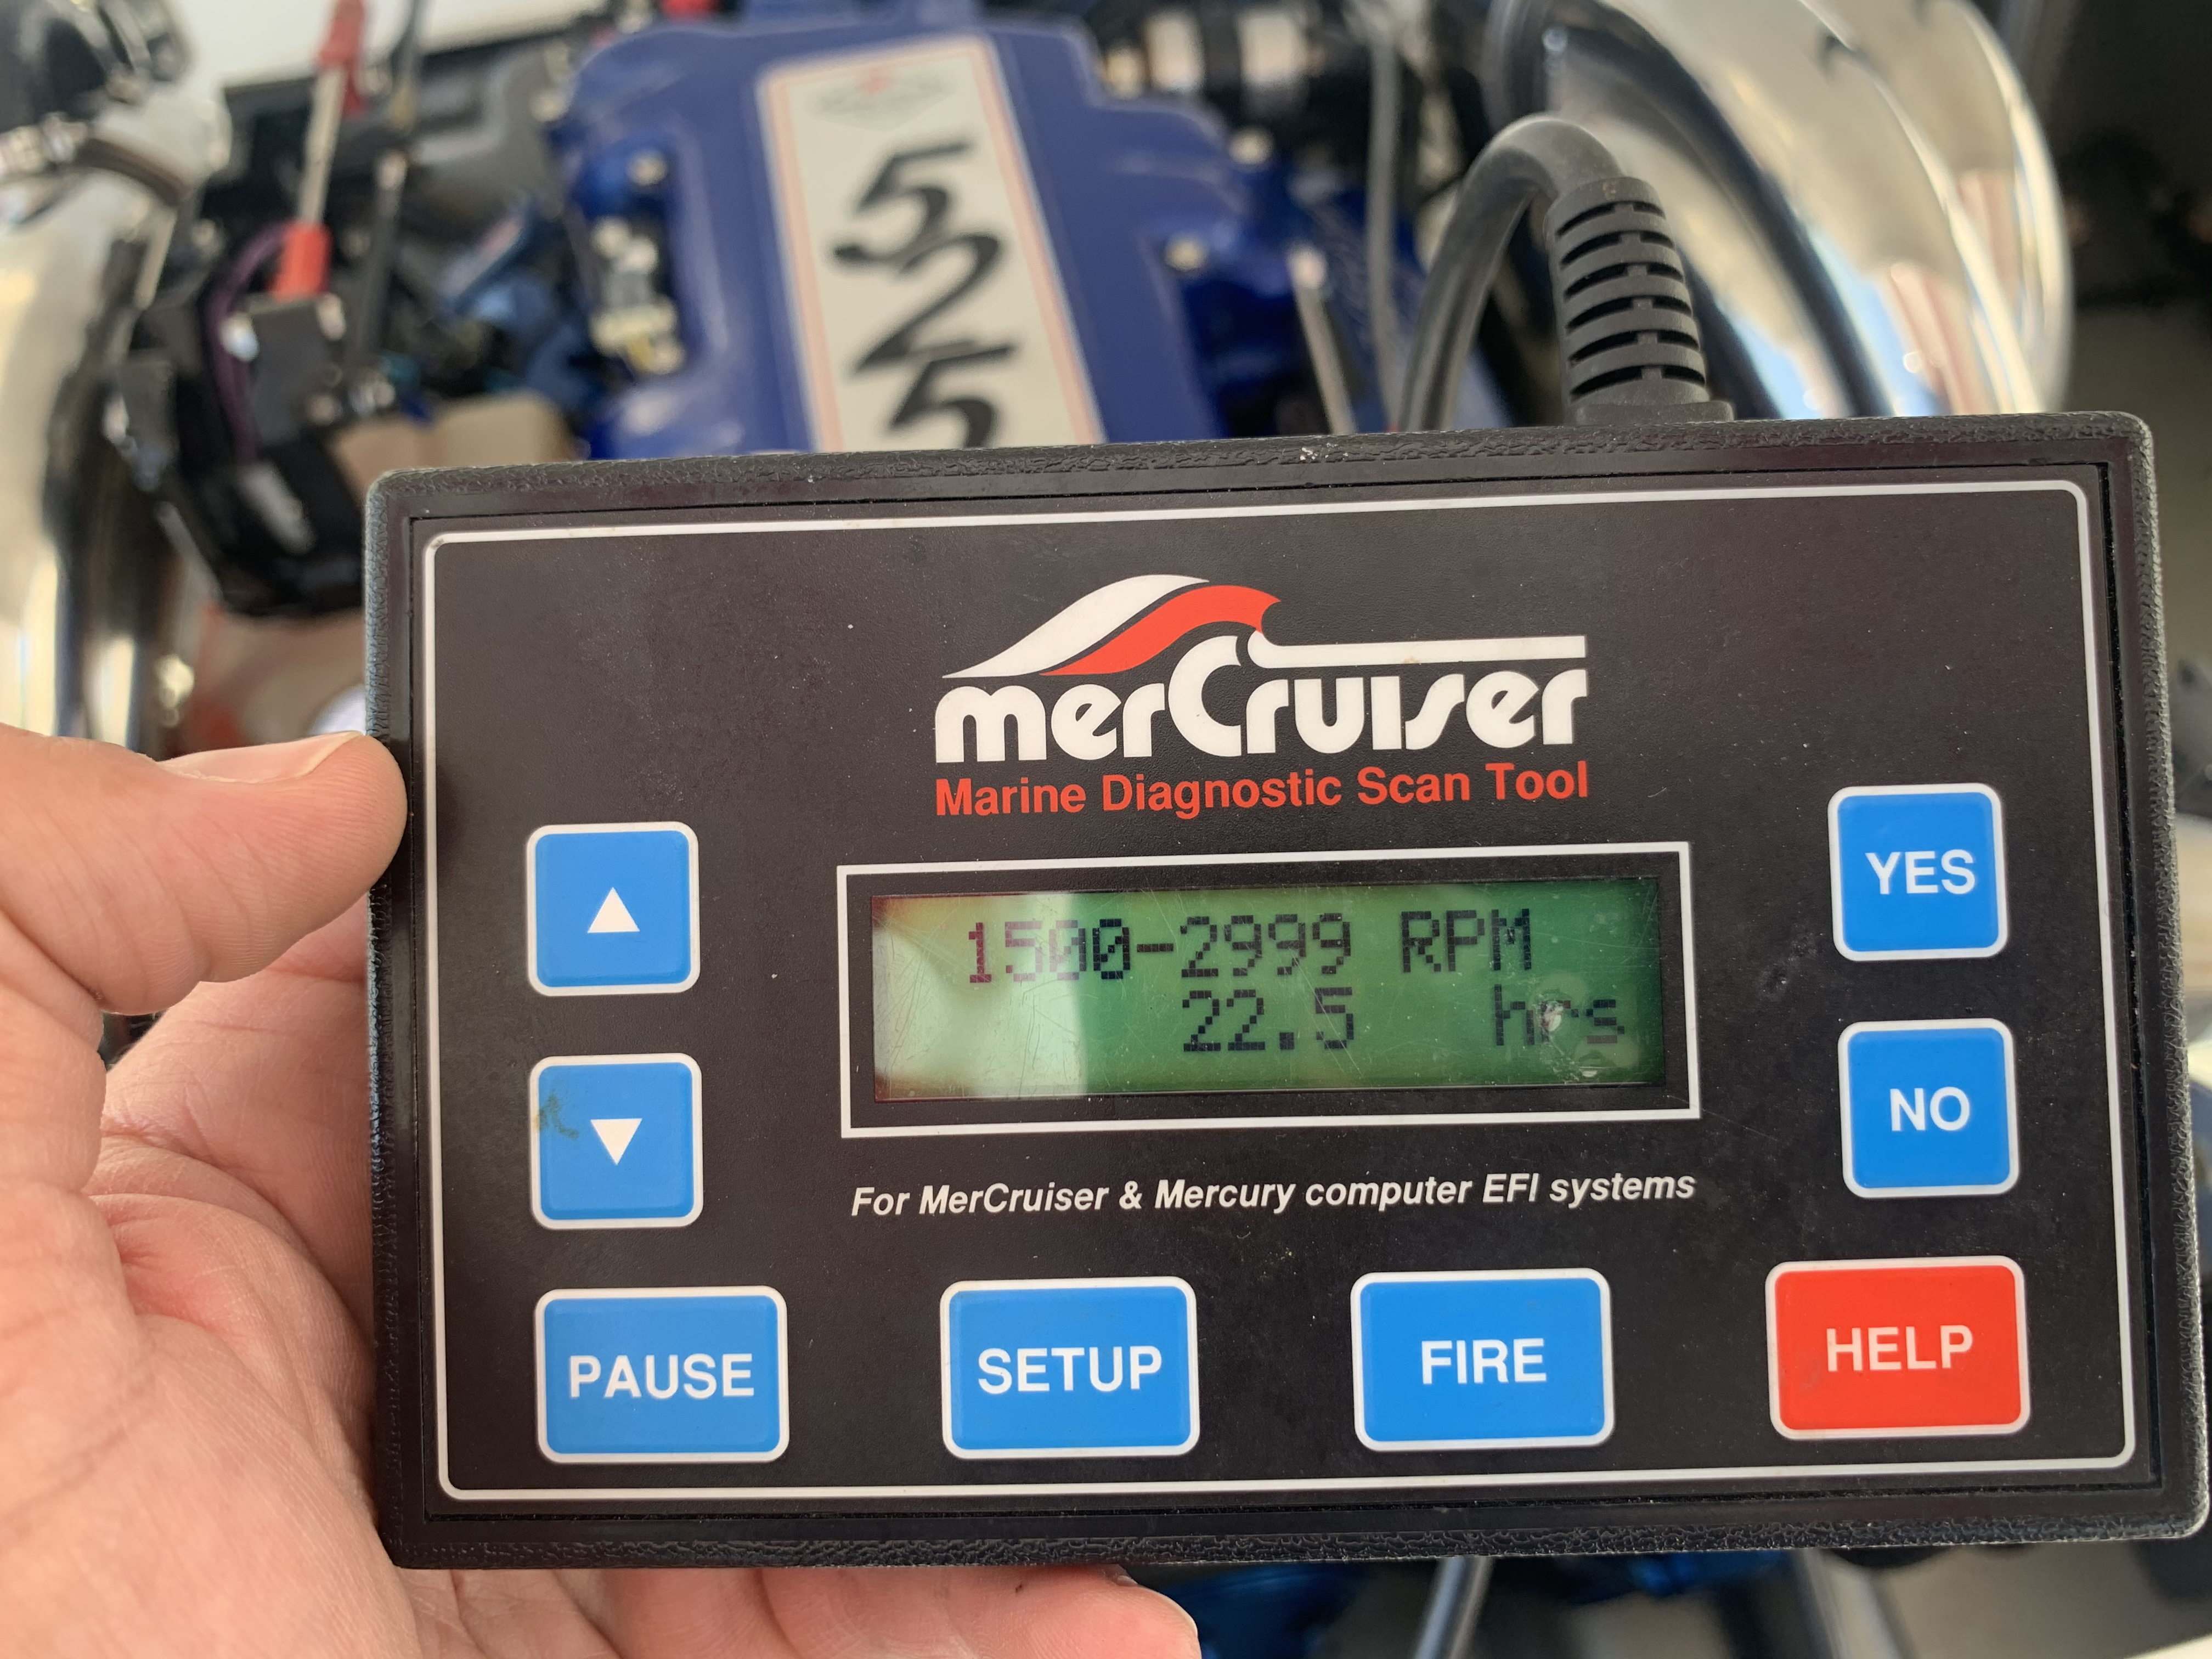 525
merCruiser
Marine Diagnostic Scan Tool
1500-2999 RPM
22.5 hrs
YES
NO
For MerCruiser & Mercury computer EFI systems
PAUSE
SETUP
FIRE
HELP